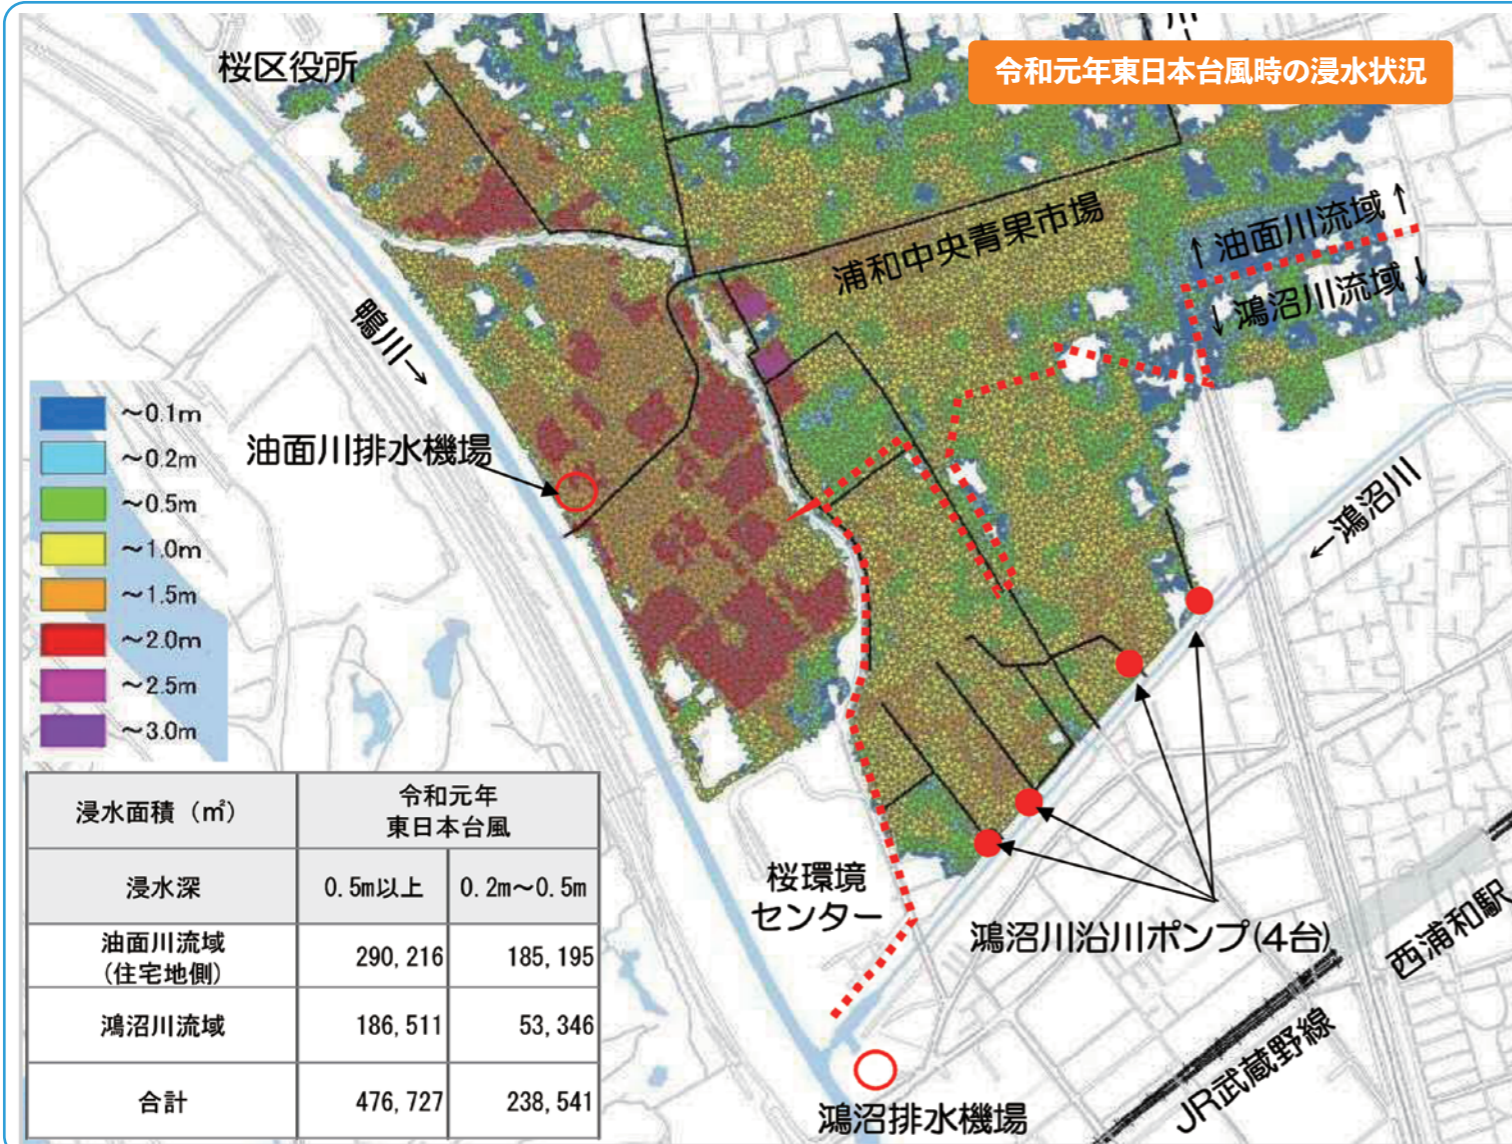 令和元年東日本台風時の浸水状況
桜区役所
川
浦和中央青果市場
↑油面川流域↑
↓鴻沼川流域↓
鴨川→
油面川排水機場
←鴻沼川
～0.1m
～0.2m
～0.5m
～1.0m
～1.5m
～2.0m
～2.5m
～3.0m
浸水面積（㎡） 令和元年
東日本台風
浸水深 0.5m以上 0.2m～0.5m
油面川流域
(住宅地側) 290,216 185,195
鴻沼川流域 186,511 53,346
合計 476,727 238,541
桜環境
センター
鴻沼川沿川ポンプ(4台)
西浦和駅
JR武蔵野線
鴻沼排水機場